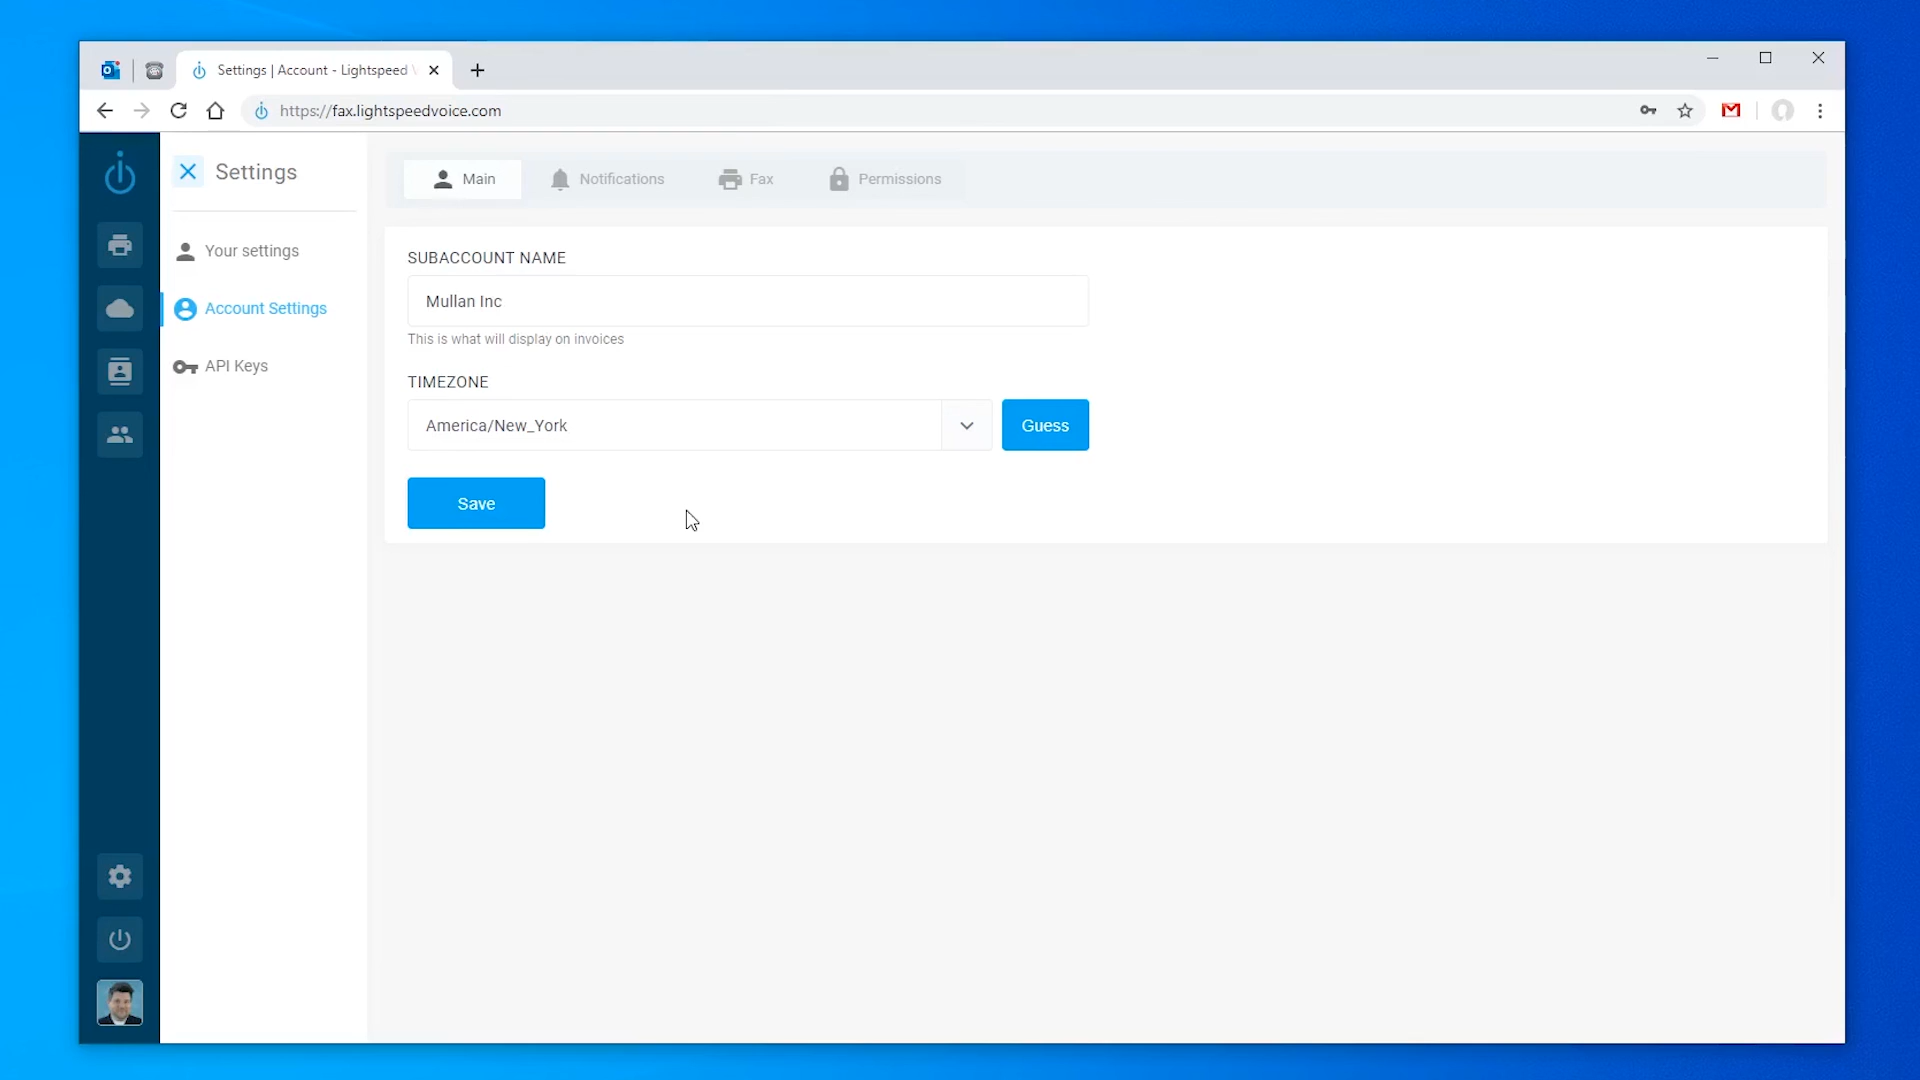 Settings | Account - Lightspeed
https://fax.lightspeedvoice.com
Settings
Your settings
Account Settings
API Keys
Main
Notifications
Fax
Permissions
SUBACCOUNT NAME
Mullan Inc
This is what will display on invoices
TIMEZONE
America/New_York
Guess
Save